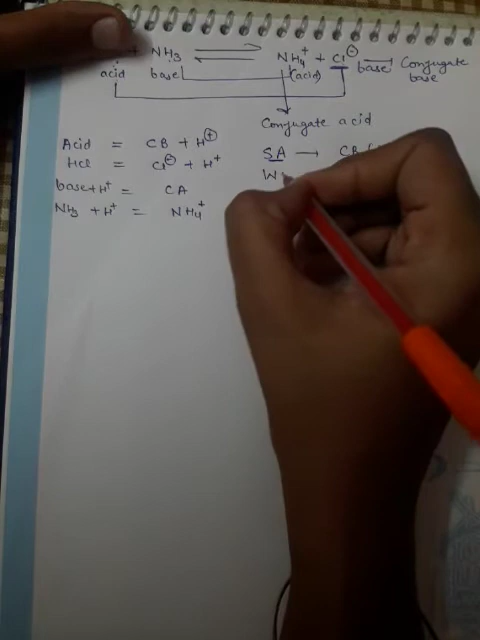 + NH₃ ⇌ NH₄⁺ + Cl⊖
acid base (acid) base → Conjugate base
Conjugate acid
Acid = CB + H⊕
HCl = Cl⊖ + H⁺
base + H⁺ = CA
NH₃ + H⁺ = NH₄⁺
SA → CB
W